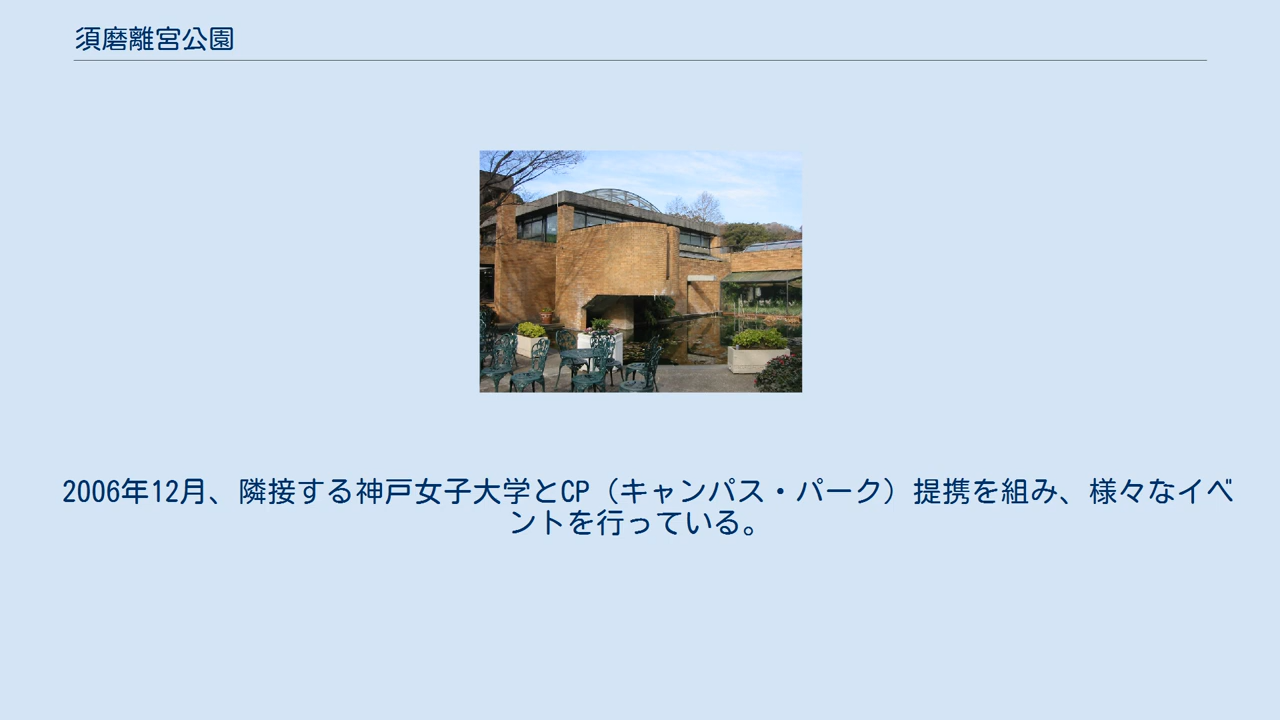 須磨離宮公園
2006年12月、隣接する神戸女子大学とCP（キャンパス・パーク）提携を組み、様々なイベ
ントを行っている。